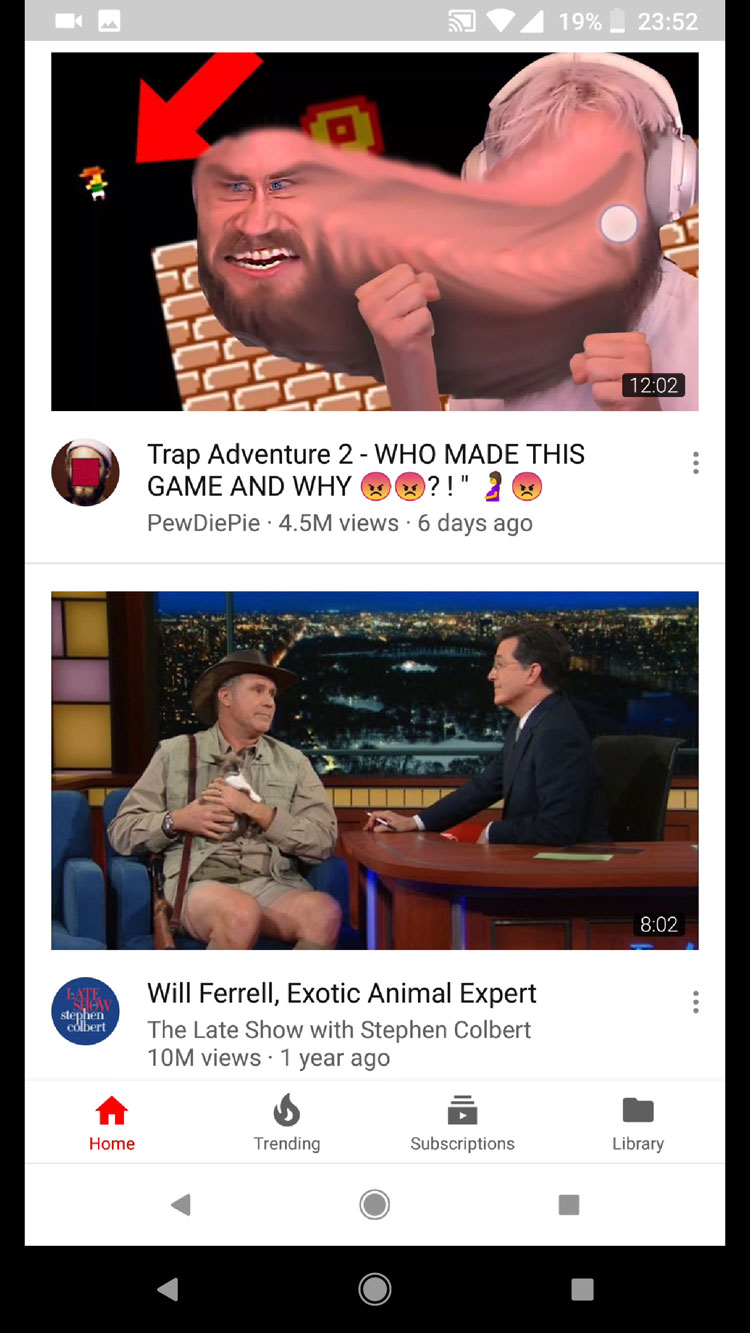 19% 23:52
12:02
Trap Adventure 2 - WHO MADE THIS
GAME AND WHY 😡😡? ! " 🤰 😡
PewDiePie · 4.5M views · 6 days ago
8:02
LATE
SHOW
stephen
colbert
Will Ferrell, Exotic Animal Expert
The Late Show with Stephen Colbert
10M views · 1 year ago
Home Trending Subscriptions Library